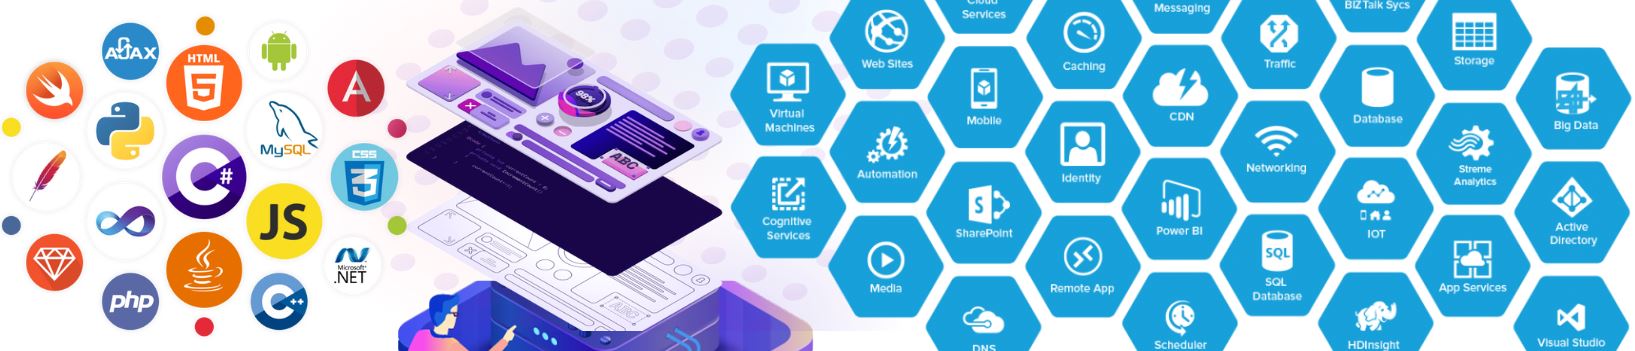 AJAX
HTML
5
A
MySQL
CSS
3
C#
JS
Microsoft®
.NET
php
C++
98%
ABC
ABC
Cloud
Services
Messaging
BIZTalk Sycs
Web Sites
Caching
Traffic
Storage
Virtual
Machines
Mobile
CDN
Database
Big Data
Automation
Identity
Networking
Streme
Analytics
Cognitive
Services
S
SharePoint
Power BI
IOT
Active
Directory
Media
Remote App
SQL
SQL
Database
App Services
DNS
Scheduler
HDInsight
Visual Studio